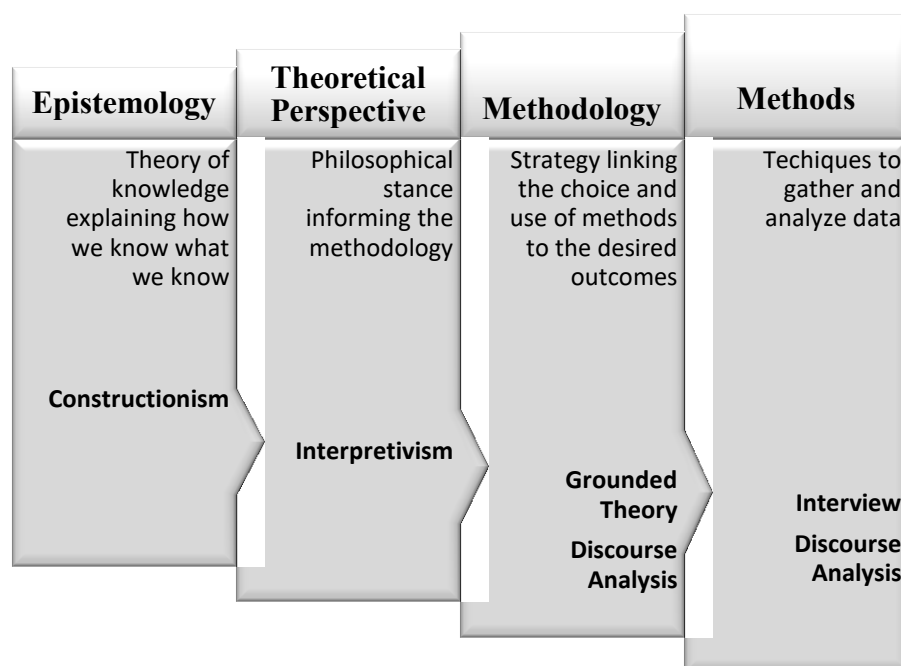 Epistemology
Theory of
knowledge
explaining how
we know what
we know
Constructionism
Theoretical
Perspective
Philosophical
stance
informing the
methodology
Interpretivism
Methodology
Strategy linking
the choice and
use of methods
to the desired
outcomes
Grounded
Theory
Discourse
Analysis
Methods
Techiques to
gather and
analyze data
Interview
Discourse
Analysis